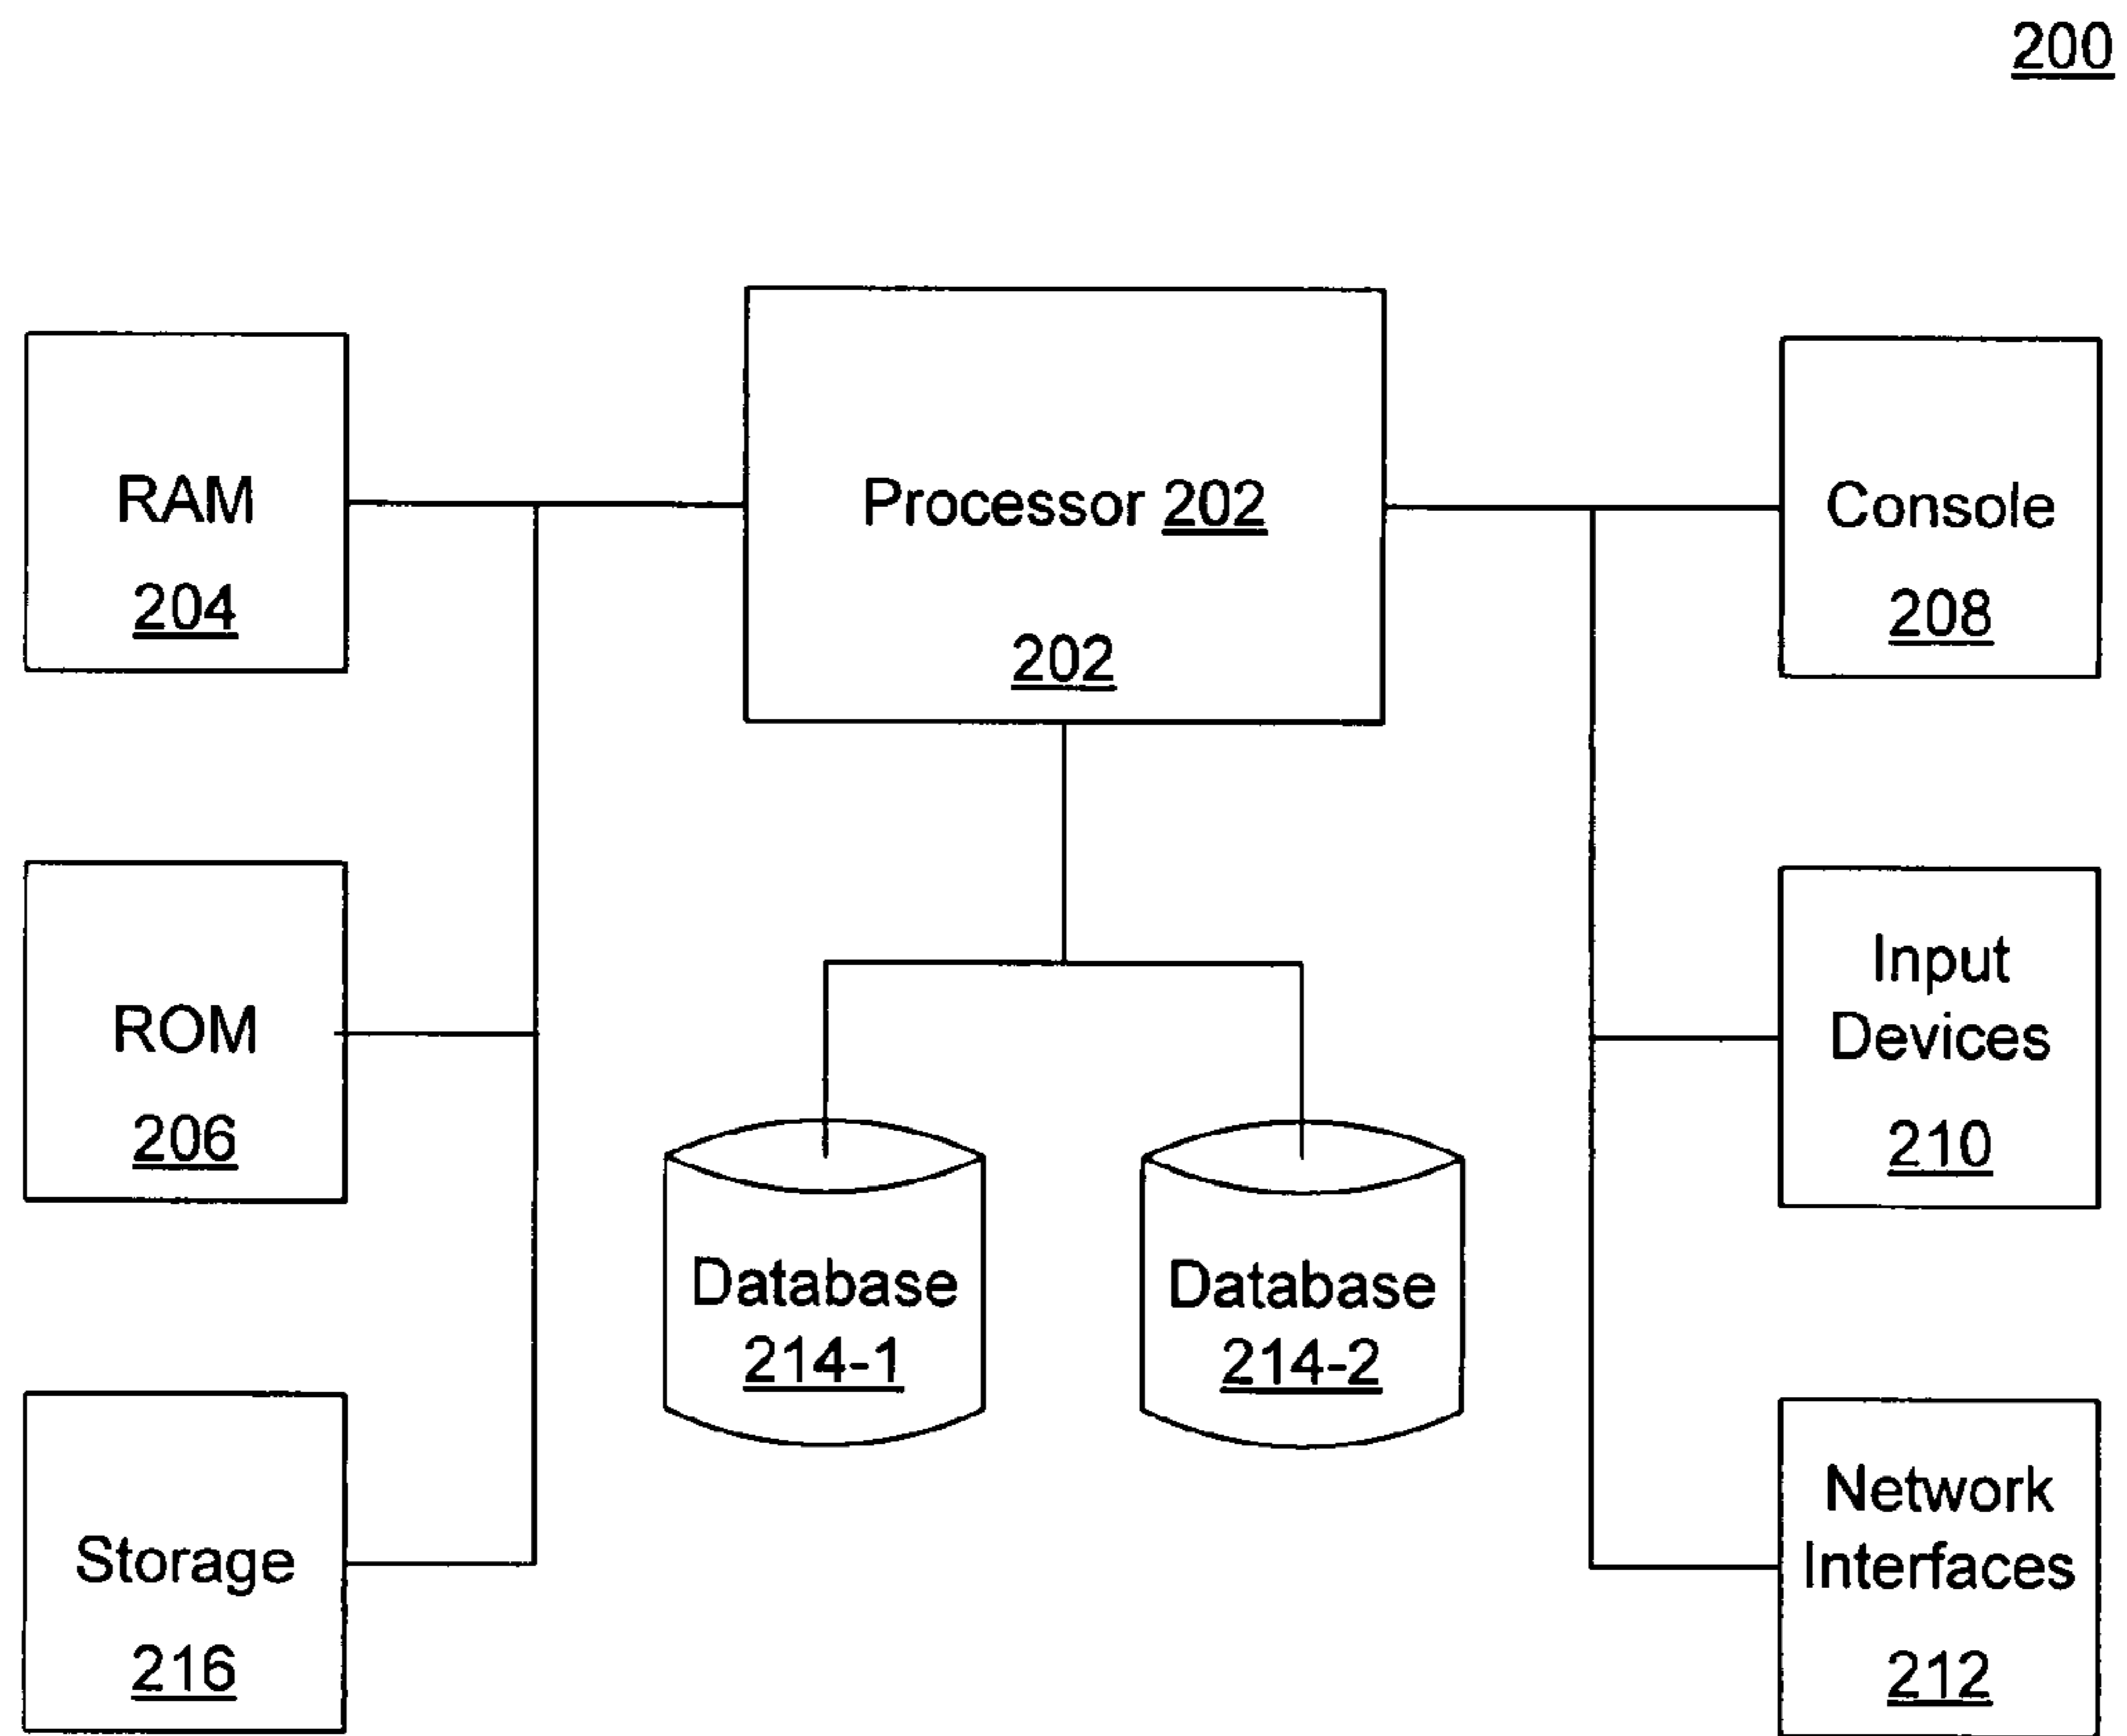 200
RAM
204
Processor 202
202
Console
208
ROM
206
Input
Devices
210
Database
214-1
Database
214-2
Storage
216
Network
Interfaces
212